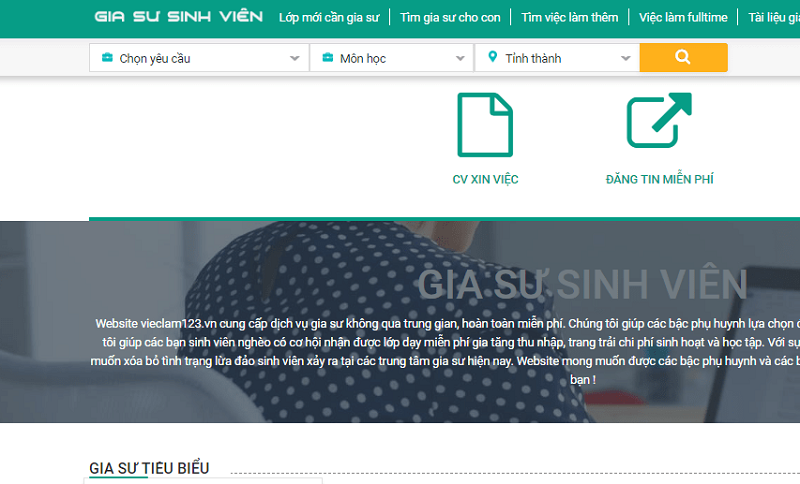 GIA SƯ SINH VIÊN Lớp mới cần gia sư Tìm gia sư cho con Tìm việc làm thêm Việc làm fulltime Tài liệu gi
Chọn yêu cầu Môn học Tỉnh thành
CV XIN VIỆC ĐĂNG TIN MIỄN PHÍ
GIA SƯ SINH VIÊN
Website vieclam123.vn cung cấp dịch vụ gia sư không qua trung gian, hoàn toàn miễn phí. Chúng tôi giúp các bậc phụ huynh lựa chọn
tôi giúp các bạn sinh viên nghèo có cơ hội nhận được lớp dạy miễn phí gia tăng thu nhập, trang trải chi phí sinh hoạt và học tập. Với sự
muốn xóa bỏ tình trạng lừa đảo sinh viên xảy ra tại các trung tâm gia sư hiện nay. Website mong muốn được các bậc phụ huynh và các b
bạn !
GIA SƯ TIÊU BIỂU